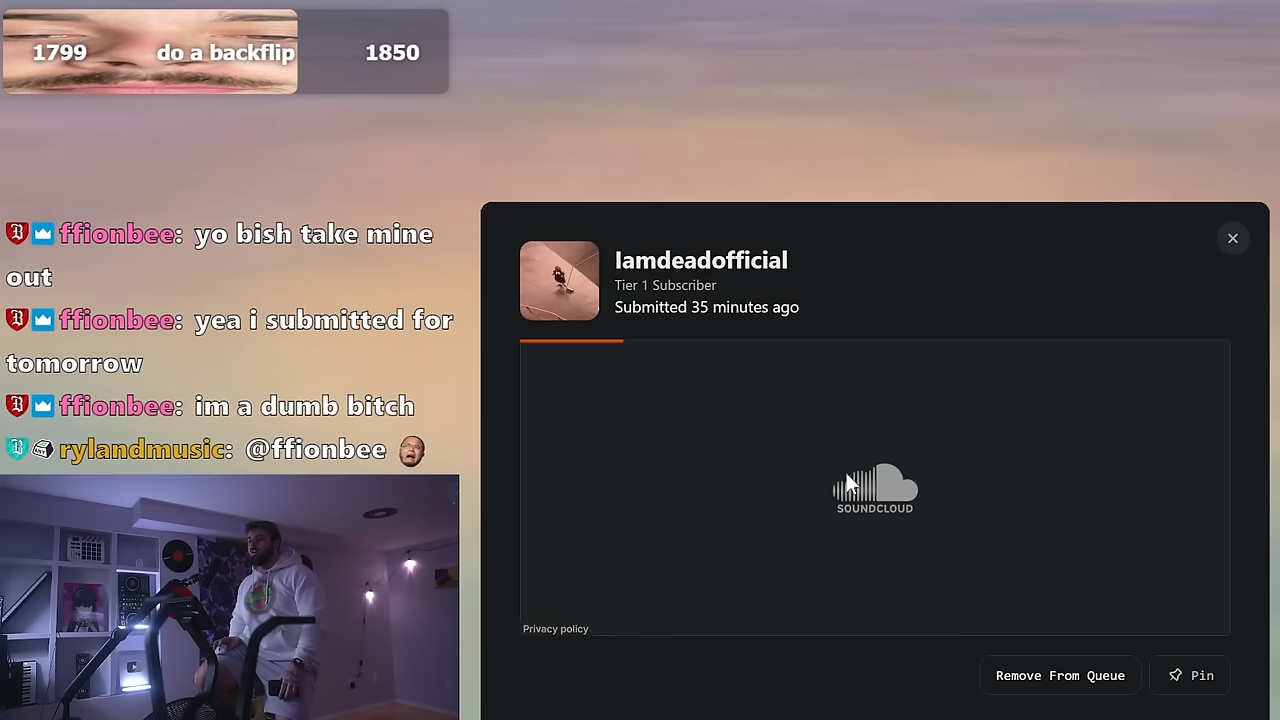 1799 do a backflip 1850
ffionbee: yo bish take mine
out
ffionbee: yea i submitted for
tomorrow
ffionbee: im a dumb bitch
rylandmusic: @ffionbee
Iamdeadofficial
Tier 1 Subscriber
Submitted 35 minutes ago
SOUNDCLOUD
Privacy policy
Remove From Queue
Pin